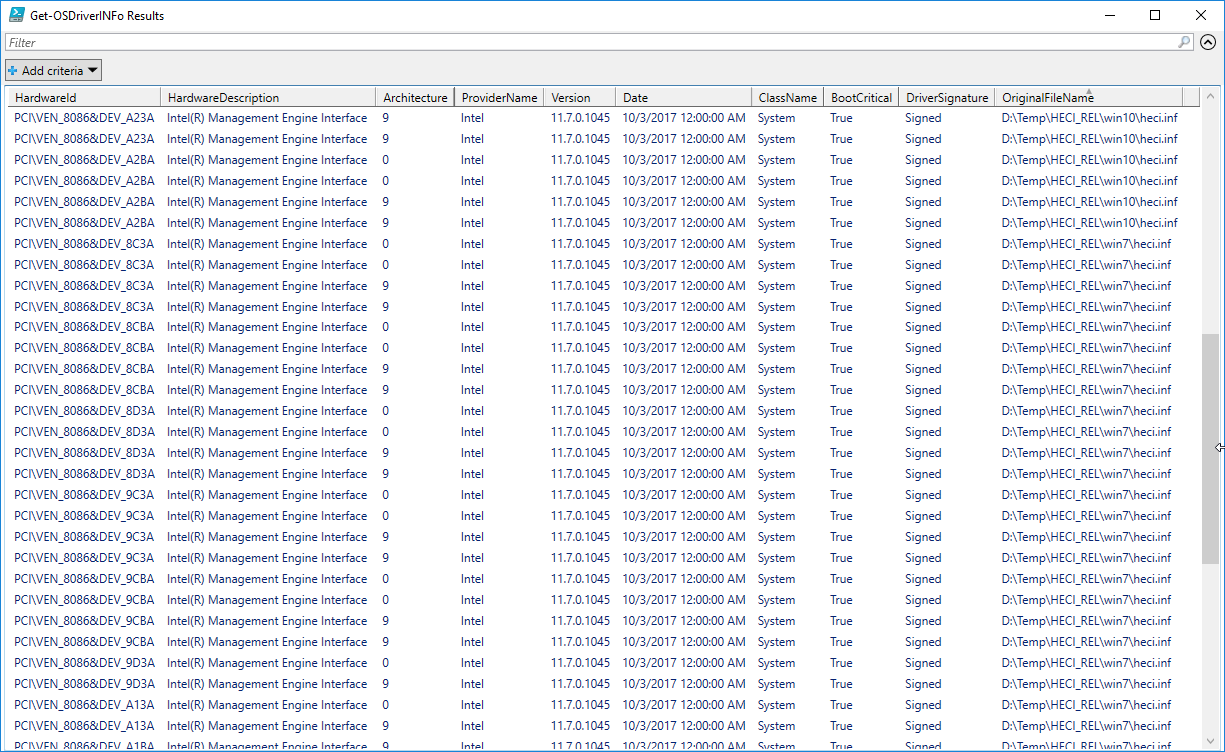 Get-OSDriverINFo Results
Filter
Add criteria
HardwareId HardwareDescription Architecture ProviderName Version Date ClassName BootCritical DriverSignature OriginalFileName
PCI\VEN_8086&DEV_A23A Intel(R) Management Engine Interface 9 Intel 11.7.0.1045 10/3/2017 12:00:00 AM System True Signed D:\Temp\HECI_REL\win10\heci.inf
PCI\VEN_8086&DEV_A23A Intel(R) Management Engine Interface 9 Intel 11.7.0.1045 10/3/2017 12:00:00 AM System True Signed D:\Temp\HECI_REL\win10\heci.inf
PCI\VEN_8086&DEV_A2BA Intel(R) Management Engine Interface 0 Intel 11.7.0.1045 10/3/2017 12:00:00 AM System True Signed D:\Temp\HECI_REL\win10\heci.inf
PCI\VEN_8086&DEV_A2BA Intel(R) Management Engine Interface 0 Intel 11.7.0.1045 10/3/2017 12:00:00 AM System True Signed D:\Temp\HECI_REL\win10\heci.inf
PCI\VEN_8086&DEV_A2BA Intel(R) Management Engine Interface 9 Intel 11.7.0.1045 10/3/2017 12:00:00 AM System True Signed D:\Temp\HECI_REL\win10\heci.inf
PCI\VEN_8086&DEV_A2BA Intel(R) Management Engine Interface 9 Intel 11.7.0.1045 10/3/2017 12:00:00 AM System True Signed D:\Temp\HECI_REL\win10\heci.inf
PCI\VEN_8086&DEV_8C3A Intel(R) Management Engine Interface 0 Intel 11.7.0.1045 10/3/2017 12:00:00 AM System True Signed D:\Temp\HECI_REL\win7\heci.inf
PCI\VEN_8086&DEV_8C3A Intel(R) Management Engine Interface 0 Intel 11.7.0.1045 10/3/2017 12:00:00 AM System True Signed D:\Temp\HECI_REL\win7\heci.inf
PCI\VEN_8086&DEV_8C3A Intel(R) Management Engine Interface 9 Intel 11.7.0.1045 10/3/2017 12:00:00 AM System True Signed D:\Temp\HECI_REL\win7\heci.inf
PCI\VEN_8086&DEV_8C3A Intel(R) Management Engine Interface 9 Intel 11.7.0.1045 10/3/2017 12:00:00 AM System True Signed D:\Temp\HECI_REL\win7\heci.inf
PCI\VEN_8086&DEV_8CBA Intel(R) Management Engine Interface 0 Intel 11.7.0.1045 10/3/2017 12:00:00 AM System True Signed D:\Temp\HECI_REL\win7\heci.inf
PCI\VEN_8086&DEV_8CBA Intel(R) Management Engine Interface 0 Intel 11.7.0.1045 10/3/2017 12:00:00 AM System True Signed D:\Temp\HECI_REL\win7\heci.inf
PCI\VEN_8086&DEV_8CBA Intel(R) Management Engine Interface 9 Intel 11.7.0.1045 10/3/2017 12:00:00 AM System True Signed D:\Temp\HECI_REL\win7\heci.inf
PCI\VEN_8086&DEV_8CBA Intel(R) Management Engine Interface 9 Intel 11.7.0.1045 10/3/2017 12:00:00 AM System True Signed D:\Temp\HECI_REL\win7\heci.inf
PCI\VEN_8086&DEV_8D3A Intel(R) Management Engine Interface 0 Intel 11.7.0.1045 10/3/2017 12:00:00 AM System True Signed D:\Temp\HECI_REL\win7\heci.inf
PCI\VEN_8086&DEV_8D3A Intel(R) Management Engine Interface 0 Intel 11.7.0.1045 10/3/2017 12:00:00 AM System True Signed D:\Temp\HECI_REL\win7\heci.inf
PCI\VEN_8086&DEV_8D3A Intel(R) Management Engine Interface 9 Intel 11.7.0.1045 10/3/2017 12:00:00 AM System True Signed D:\Temp\HECI_REL\win7\heci.inf
PCI\VEN_8086&DEV_8D3A Intel(R) Management Engine Interface 9 Intel 11.7.0.1045 10/3/2017 12:00:00 AM System True Signed D:\Temp\HECI_REL\win7\heci.inf
PCI\VEN_8086&DEV_9C3A Intel(R) Management Engine Interface 0 Intel 11.7.0.1045 10/3/2017 12:00:00 AM System True Signed D:\Temp\HECI_REL\win7\heci.inf
PCI\VEN_8086&DEV_9C3A Intel(R) Management Engine Interface 0 Intel 11.7.0.1045 10/3/2017 12:00:00 AM System True Signed D:\Temp\HECI_REL\win7\heci.inf
PCI\VEN_8086&DEV_9C3A Intel(R) Management Engine Interface 9 Intel 11.7.0.1045 10/3/2017 12:00:00 AM System True Signed D:\Temp\HECI_REL\win7\heci.inf
PCI\VEN_8086&DEV_9C3A Intel(R) Management Engine Interface 9 Intel 11.7.0.1045 10/3/2017 12:00:00 AM System True Signed D:\Temp\HECI_REL\win7\heci.inf
PCI\VEN_8086&DEV_9CBA Intel(R) Management Engine Interface 0 Intel 11.7.0.1045 10/3/2017 12:00:00 AM System True Signed D:\Temp\HECI_REL\win7\heci.inf
PCI\VEN_8086&DEV_9CBA Intel(R) Management Engine Interface 0 Intel 11.7.0.1045 10/3/2017 12:00:00 AM System True Signed D:\Temp\HECI_REL\win7\heci.inf
PCI\VEN_8086&DEV_9CBA Intel(R) Management Engine Interface 9 Intel 11.7.0.1045 10/3/2017 12:00:00 AM System True Signed D:\Temp\HECI_REL\win7\heci.inf
PCI\VEN_8086&DEV_9CBA Intel(R) Management Engine Interface 9 Intel 11.7.0.1045 10/3/2017 12:00:00 AM System True Signed D:\Temp\HECI_REL\win7\heci.inf
PCI\VEN_8086&DEV_9D3A Intel(R) Management Engine Interface 0 Intel 11.7.0.1045 10/3/2017 12:00:00 AM System True Signed D:\Temp\HECI_REL\win7\heci.inf
PCI\VEN_8086&DEV_9D3A Intel(R) Management Engine Interface 9 Intel 11.7.0.1045 10/3/2017 12:00:00 AM System True Signed D:\Temp\HECI_REL\win7\heci.inf
PCI\VEN_8086&DEV_A13A Intel(R) Management Engine Interface 0 Intel 11.7.0.1045 10/3/2017 12:00:00 AM System True Signed D:\Temp\HECI_REL\win7\heci.inf
PCI\VEN_8086&DEV_A13A Intel(R) Management Engine Interface 9 Intel 11.7.0.1045 10/3/2017 12:00:00 AM System True Signed D:\Temp\HECI_REL\win7\heci.inf
PCI\VEN_8086&DEV_A1BA Intel(R) Management Engine Interface 9 Intel 11.7.0.1045 10/3/2017 12:00:00 AM System True Signed D:\Temp\HECI_REL\win7\heci.inf